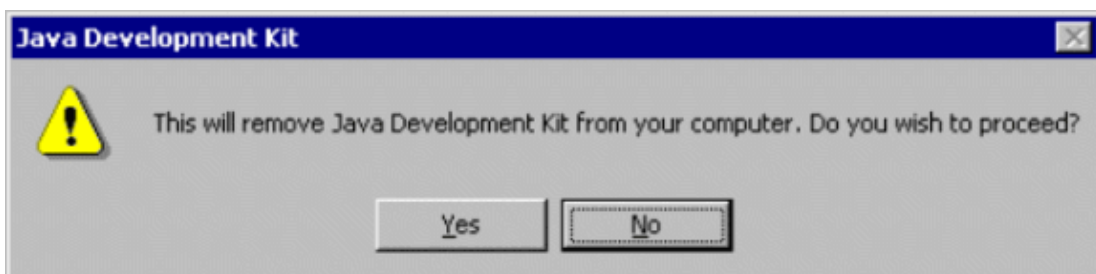 Java Development Kit
This will remove Java Development Kit from your computer. Do you wish to proceed?
Yes
No